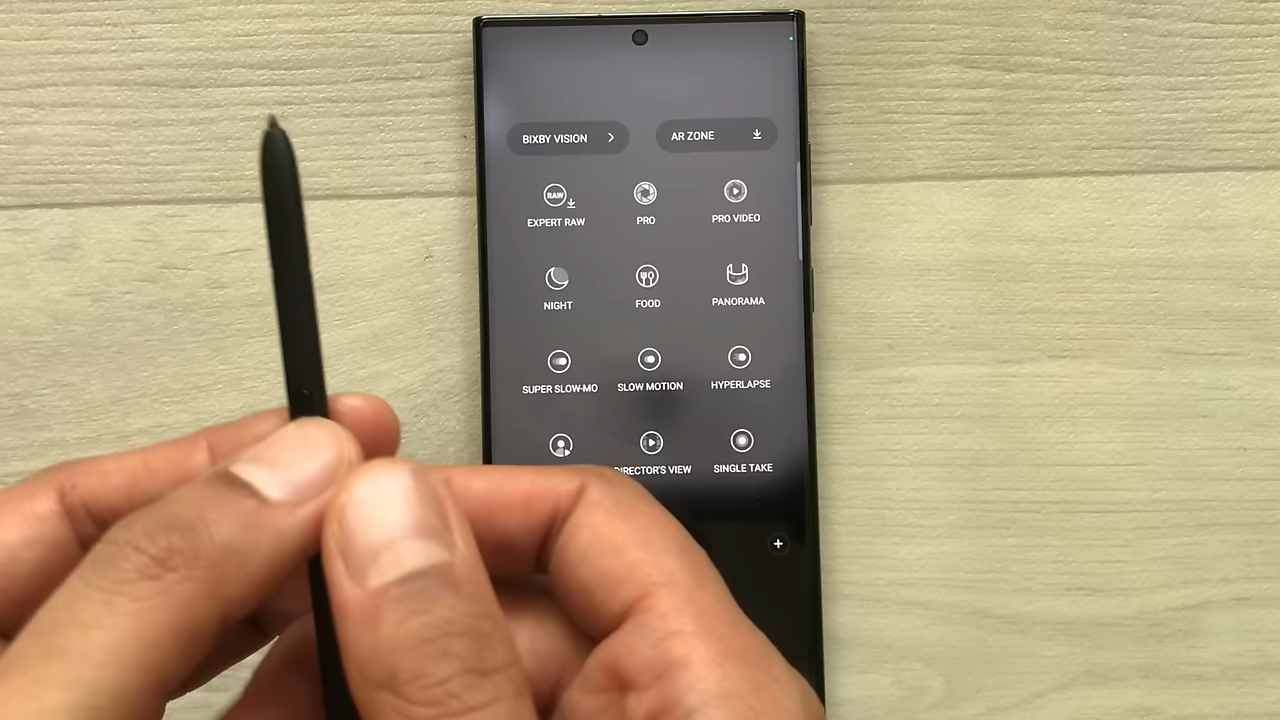 BIXBY VISION
AR ZONE
RAW
EXPERT RAW
PRO
PRO VIDEO
NIGHT
FOOD
PANORAMA
SUPER SLOW-MO
SLOW MOTION
HYPERLAPSE
DIRECTOR'S VIEW
SINGLE TAKE